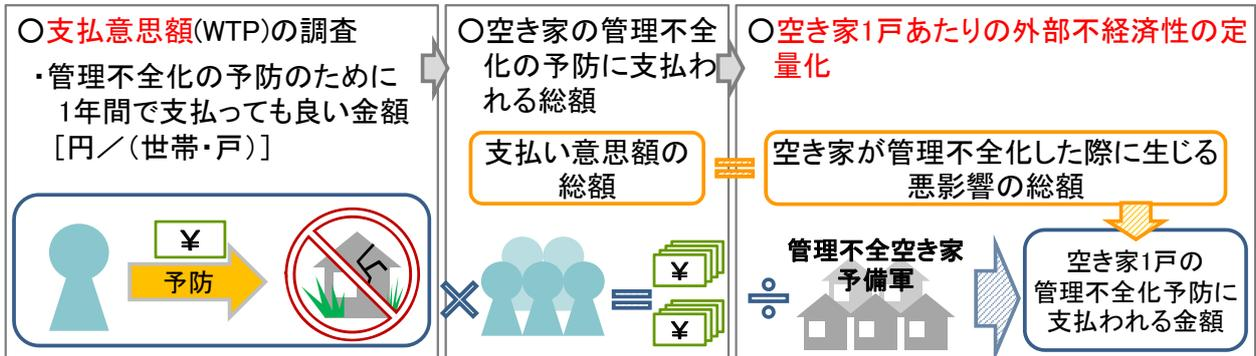 ○支払意思額(WTP)の調査
・管理不全化の予防のために
1年間で支払っても良い金額
[円／(世帯・戸)]
¥
予防
×
○空き家の管理不全
化の予防に支払わ
れる総額
支払い意思額の
総額
=
=
¥
¥
○空き家1戸あたりの外部不経済性の定
量化
空き家が管理不全化した際に生じる
悪影響の総額
÷
管理不全空き家
予備軍
空き家1戸の
管理不全化予防に
支払われる金額